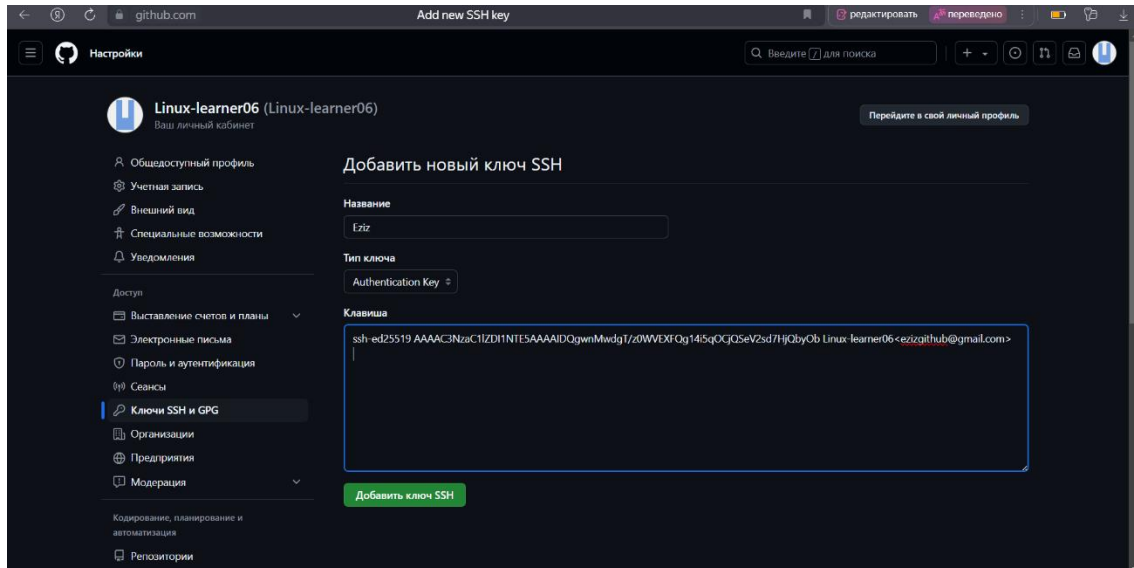 github.com
Add new SSH key
редактировать
переведено
Настройки
Введите / для поиска
Linux-learner06 (Linux-learner06)
Ваш личный кабинет
Перейдите в свой личный профиль
Общедоступный профиль
Учетная запись
Внешний вид
Специальные возможности
Уведомления
Доступ
Выставление счетов и планы
Электронные письма
Пароль и аутентификация
Сеансы
Ключи SSH и GPG
Организации
Предприятия
Модерация
Кодирование, планирование и
автоматизация
Репозитории
Добавить новый ключ SSH
Название
Eziz
Тип ключа
Authentication Key
Клавиша
ssh-ed25519 AAAAC3NzaC1lZDI1NTE5AAAAIDQgwnMwdgT/z0WVEXFQg14i5qOCjQSeV2sd7HjQbyOb Linux-learner06<ezizgithub@gmail.com>
Добавить ключ SSH